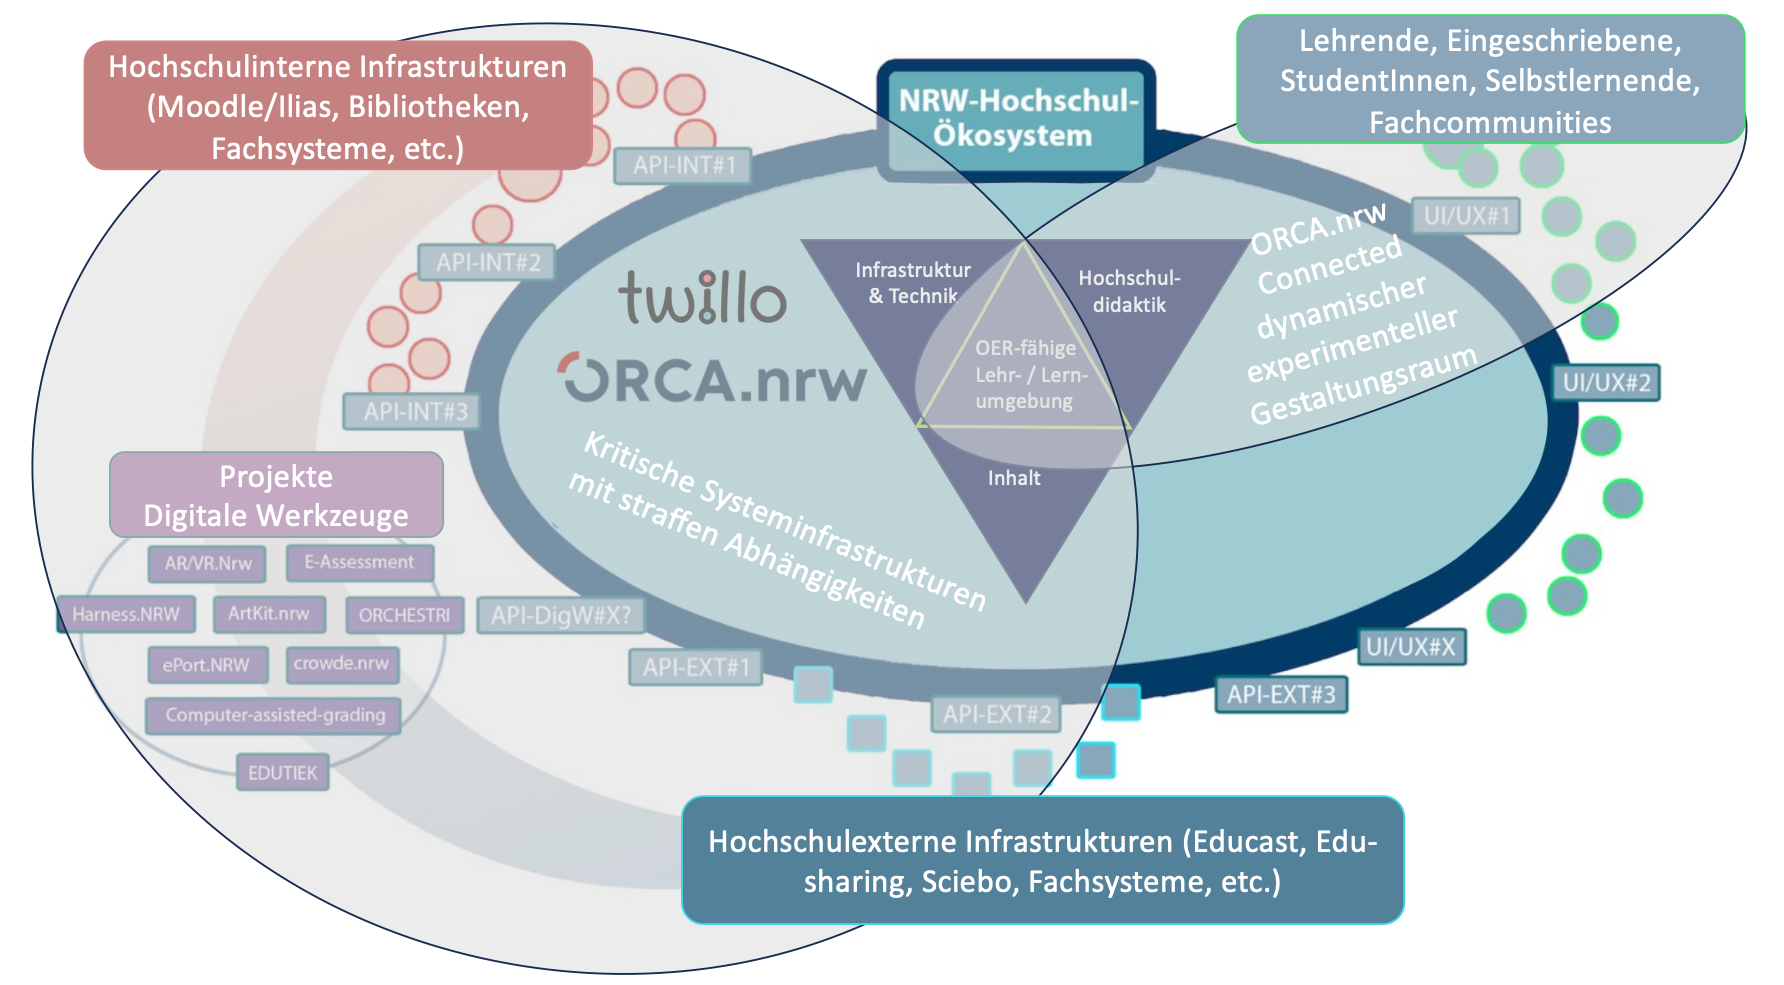 Hochschulinterne Infrastrukturen
(Moodle/Ilias, Bibliotheken,
Fachsysteme, etc.)
NRW-Hochschul-
Ökosystem
Lehrende, Eingeschriebene,
StudentInnen, Selbstlernende,
Fachcommunities
API-INT#1
API-INT#2
API-INT#3
UI/UX#1
UI/UX#2
UI/UX#X
twillo
ORCA.nrw
Infrastruktur
& Technik
Hochschul-
didaktik
OER-fähige
Lehr- / Lern-
umgebung
Inhalt
ORCA.nrw
Connected
dynamischer
experimenteller
Gestaltungsraum
Kritische Systeminfrastrukturen
mit straffen Abhängigkeiten
Projekte
Digitale Werkzeuge
AR/VR.Nrw
E-Assessment
Harness.NRW
ArtKit.nrw
ORCHESTRI
ePort.NRW
crowde.nrw
Computer-assisted-grading
EDUTIEK
API-DigW#X?
API-EXT#1
API-EXT#2
API-EXT#3
Hochschulexterne Infrastrukturen (Educast, Edu-
sharing, Sciebo, Fachsysteme, etc.)